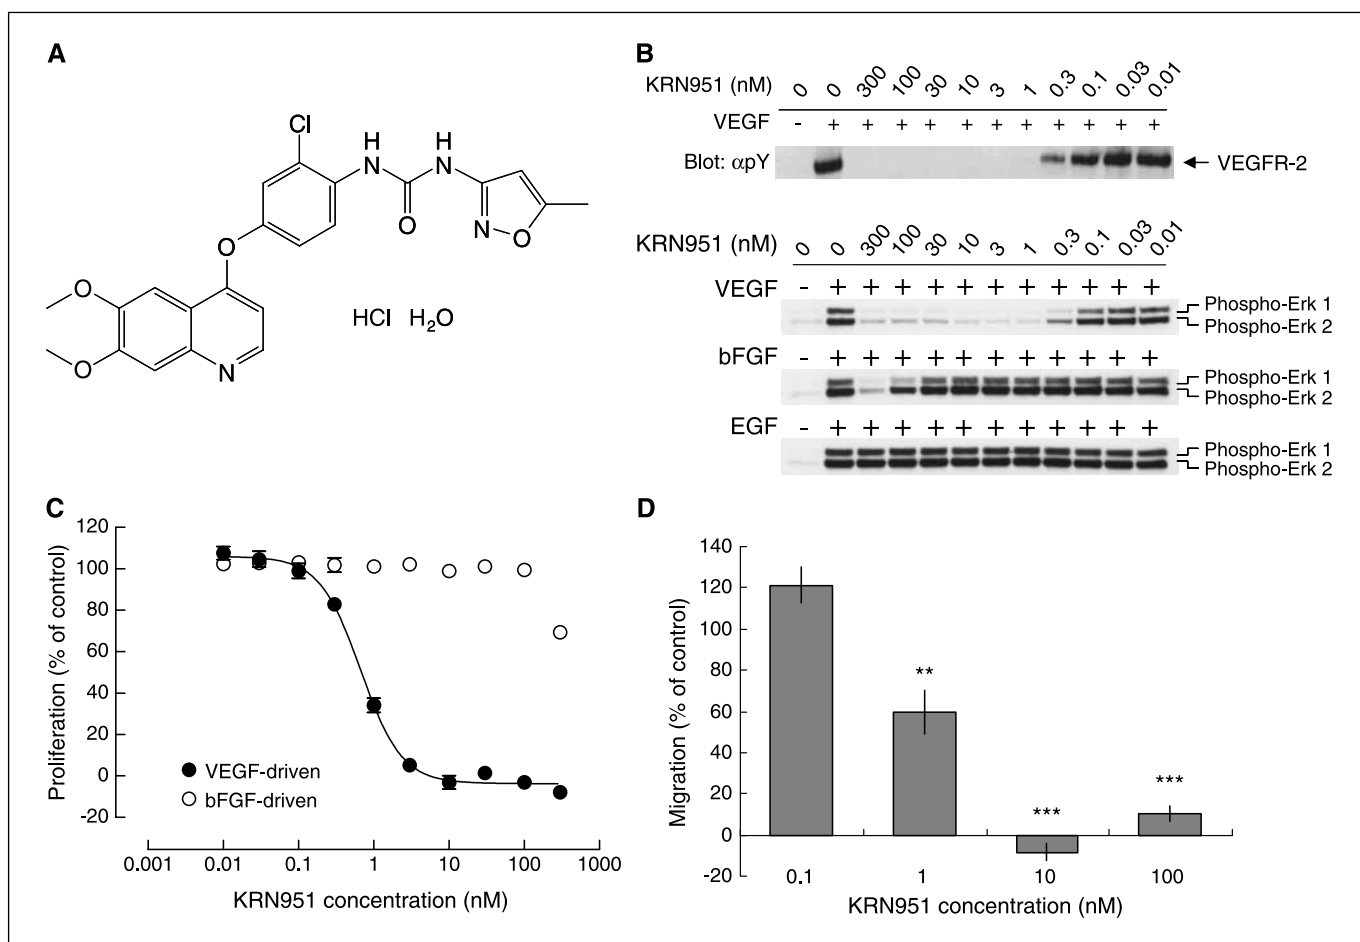 A
Cl
H H
N N
O
N
O
O
O
O
N
HCl H₂O
B
KRN951 (nM) 0 0 300 100 30 10 3 1 0.3 0.1 0.03 0.01
VEGF - + + + + + + + + + + +
Blot: αpY VEGFR-2
KRN951 (nM) 0 0 300 100 30 10 3 1 0.3 0.1 0.03 0.01
VEGF - + + + + + + + + + + +
Phospho-Erk 1
Phospho-Erk 2
bFGF - + + + + + + + + + + +
Phospho-Erk 1
Phospho-Erk 2
EGF - + + + + + + + + + + +
Phospho-Erk 1
Phospho-Erk 2
C
Proliferation (% of control)
120
100
80
60
40
20
0
-20
VEGF-driven
bFGF-driven
0.001 0.01 0.1 1 10 100 1000
KRN951 concentration (nM)
D
Migration (% of control)
140
120
100
80
60
40
20
0
-20
**
***
***
0.1 1 10 100
KRN951 concentration (nM)